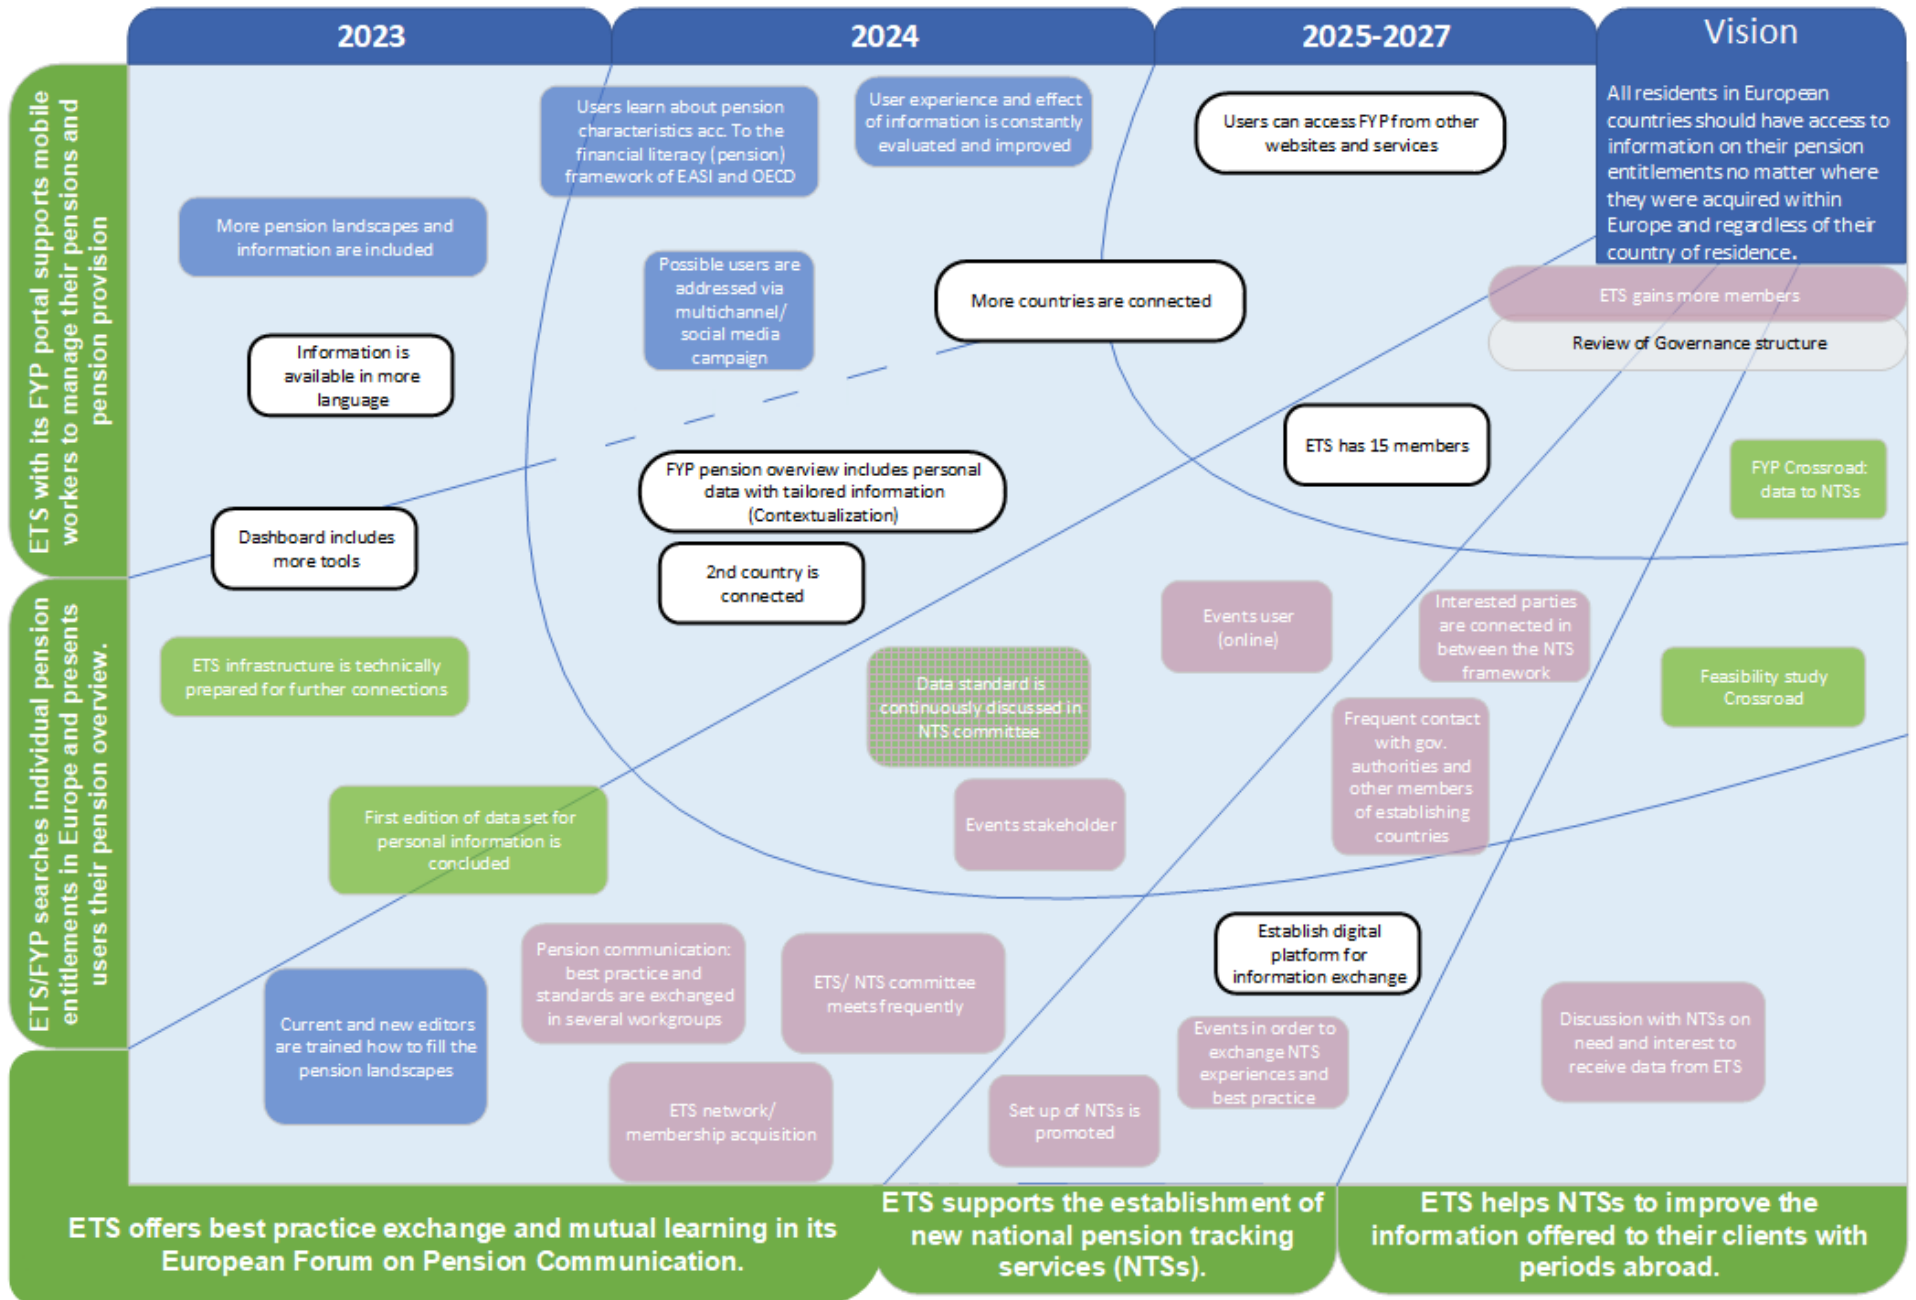 2023
2024
2025-2027
Vision
All residents in European
countries should have access to
information on their pension
entitlements no matter where
they were acquired within
Europe and regardless of their
country of residence.
ETS with its FYP portal supports mobile
workers to manage their pensions and
pension provision
Users learn about pension
characteristics acc. To the
financial literacy (pension)
framework of EASI and OECD
User experience and effect
of information is constantly
evaluated and improved
Users can access FYP from other
websites and services
More pension landscapes and
information are included
Possible users are
addressed via
multichannel/
social media
campaign
More countries are connected
ETS gains more members
Review of Governance structure
Information is
available in more
language
ETS has 15 members
FYP pension overview includes personal
data with tailored information
(Contextualization)
FYP Crossroad:
data to NTSs
Dashboard includes
more tools
2nd country is
connected
ETS/FYP searches individual pension
entitlements in Europe and presents
users their pension overview.
Events user
(online)
Interested parties
are connected in
between the NTS
framework
ETS infrastructure is technically
prepared for further connections
Data standard is
continuously discussed in
NTS committee
Feasibility study
Crossroad
Frequent contact
with gov.
authorities and
other members
of establishing
countries
First edition of data set for
personal information is
concluded
Events stakeholder
Pension communication:
best practice and
standards are exchanged
in several workgroups
ETS/ NTS committee
meets frequently
Establish digital
platform for
information exchange
Current and new editors
are trained how to fill the
pension landscapes
Events in order to
exchange NTS
experiences and
best practice
Discussion with NTSs on
need and interest to
receive data from ETS
ETS network/
membership acquisition
Set up of NTSs is
promoted
ETS offers best practice exchange and mutual learning in its
European Forum on Pension Communication.
ETS supports the establishment of
new national pension tracking
services (NTSs).
ETS helps NTSs to improve the
information offered to their clients with
periods abroad.